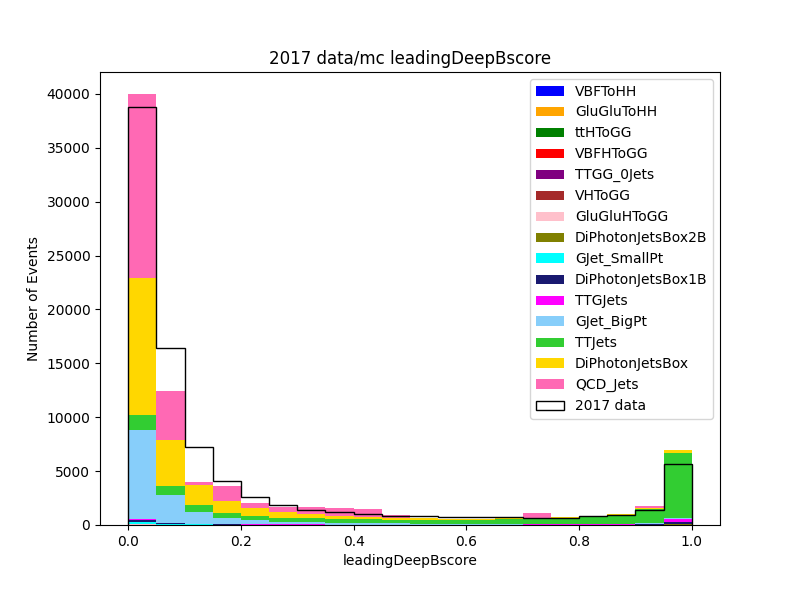 2017 data/mc leadingDeepBscore
Number of Events
40000
35000
30000
25000
20000
15000
10000
5000
0
0.0 0.2 0.4 0.6 0.8 1.0
leadingDeepBscore
VBFToHH
GluGluToHH
ttHToGG
VBFHToGG
TTGG_0Jets
VHToGG
GluGluHToGG
DiPhotonJetsBox2B
GJet_SmallPt
DiPhotonJetsBox1B
TTGJets
GJet_BigPt
TTJets
DiPhotonJetsBox
QCD_Jets
2017 data